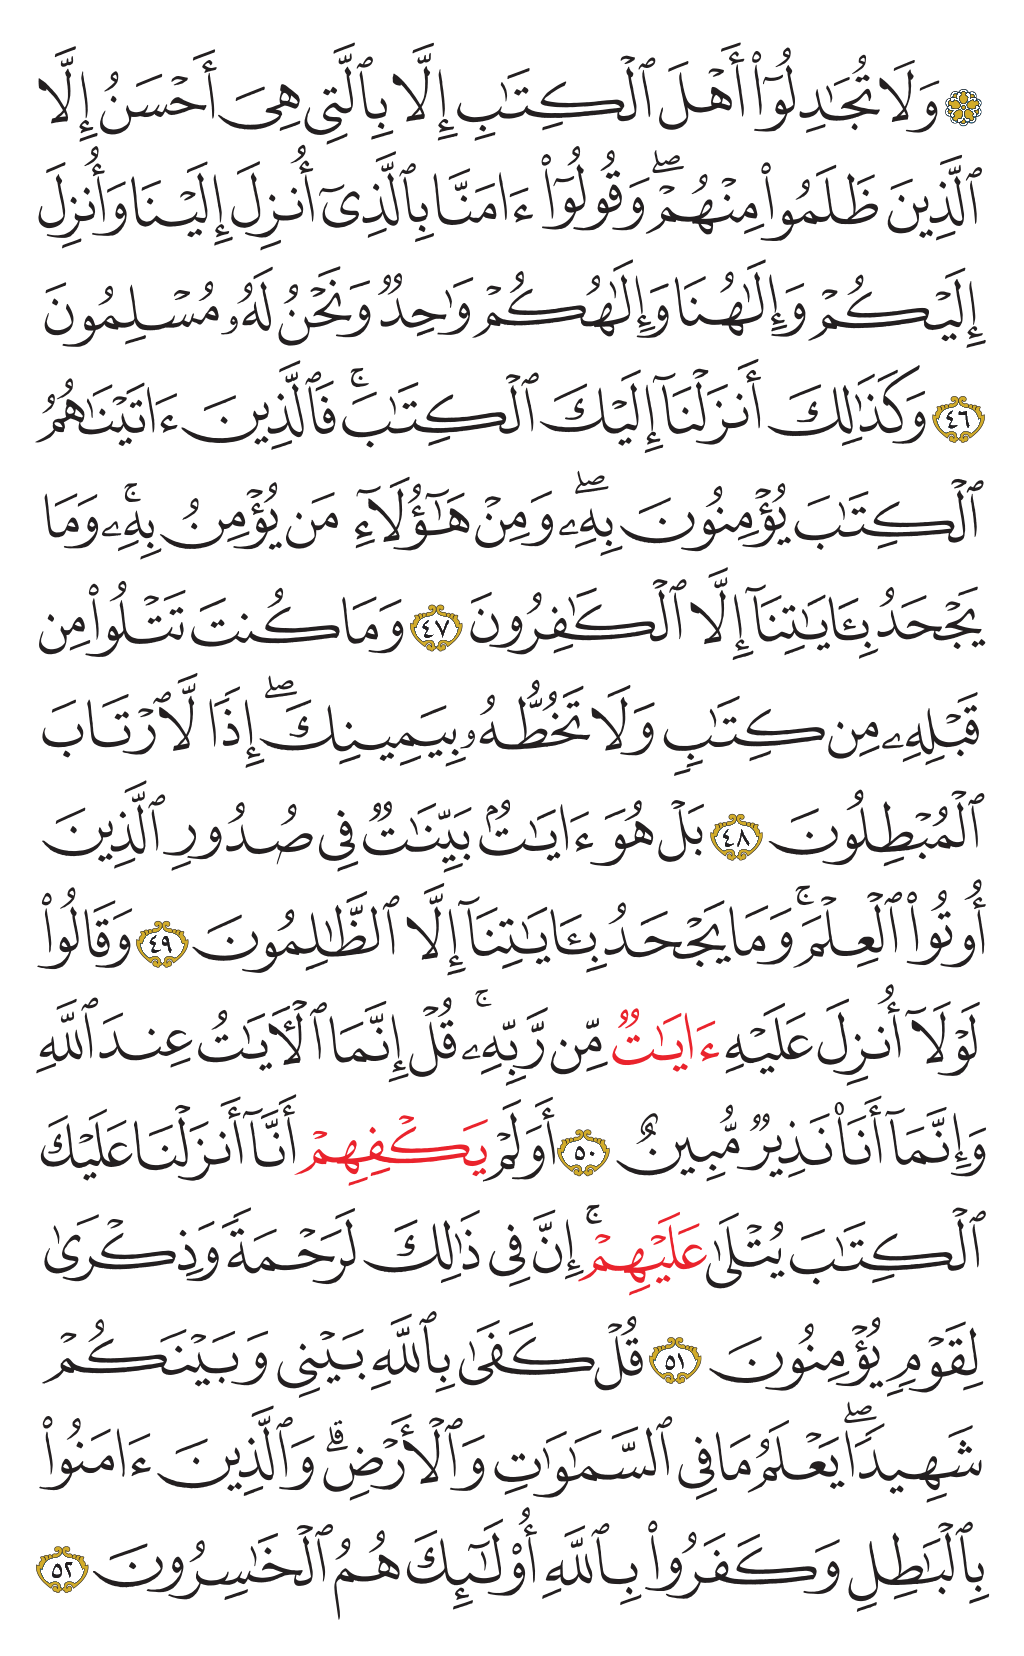 ۞ وَلَا تُجَٰدِلُوٓا۟ أَهْلَ ٱلْكِتَٰبِ إِلَّا بِٱلَّتِى هِىَ أَحْسَنُ إِلَّا
ٱلَّذِينَ ظَلَمُوا۟ مِنْهُمْ ۖ وَقُولُوٓا۟ ءَامَنَّا بِٱلَّذِىٓ أُنزِلَ إِلَيْنَا وَأُنزِلَ
إِلَيْكُمْ وَإِلَٰهُنَا وَإِلَٰهُكُمْ وَٰحِدٌ وَنَحْنُ لَهُۥ مُسْلِمُونَ
٤٦ وَكَذَٰلِكَ أَنزَلْنَآ إِلَيْكَ ٱلْكِتَٰبَ ۚ فَٱلَّذِينَ ءَاتَيْنَٰهُمُ
ٱلْكِتَٰبَ يُؤْمِنُونَ بِهِۦ ۖ وَمِنْ هَٰٓؤُلَآءِ مَن يُؤْمِنُ بِهِۦ ۚ وَمَا
يَجْحَدُ بِـَٔايَٰتِنَآ إِلَّا ٱلْكَٰفِرُونَ ٤٧ وَمَا كُنتَ تَتْلُوا۟ مِن
قَبْلِهِۦ مِن كِتَٰبٍ وَلَا تَخُطُّهُۥ بِيَمِينِكَ ۖ إِذًا لَّٱرْتَابَ
ٱلْمُبْطِلُونَ ٤٨ بَلْ هُوَ ءَايَٰتٌۢ بَيِّنَٰتٌ فِى صُدُورِ ٱلَّذِينَ
أُوتُوا۟ ٱلْعِلْمَ ۚ وَمَا يَجْحَدُ بِـَٔايَٰتِنَآ إِلَّا ٱلظَّٰلِمُونَ ٤٩ وَقَالُوا۟
لَوْلَآ أُنزِلَ عَلَيْهِ ءَايَٰتٌ مِّن رَّبِّهِۦ ۚ قُلْ إِنَّمَا ٱلْـَٔايَٰتُ عِندَ ٱللَّهِ
وَإِنَّمَآ أَنَا۠ نَذِيرٌ مُّبِينٌ ٥٠ أَوَلَمْ يَكْفِهِمْ أَنَّآ أَنزَلْنَا عَلَيْكَ
ٱلْكِتَٰبَ يُتْلَىٰ عَلَيْهِمْ ۚ إِنَّ فِى ذَٰلِكَ لَرَحْمَةً وَذِكْرَىٰ
لِقَوْمٍ يُؤْمِنُونَ ٥١ قُلْ كَفَىٰ بِٱللَّهِ بَيْنِى وَبَيْنَكُمْ
شَهِيدًا ۖ يَعْلَمُ مَا فِى ٱلسَّمَٰوَٰتِ وَٱلْأَرْضِ ۗ وَٱلَّذِينَ ءَامَنُوا۟
بِٱلْبَٰطِلِ وَكَفَرُوا۟ بِٱللَّهِ أُو۟لَٰٓئِكَ هُمُ ٱلْخَٰسِرُونَ ٥٢